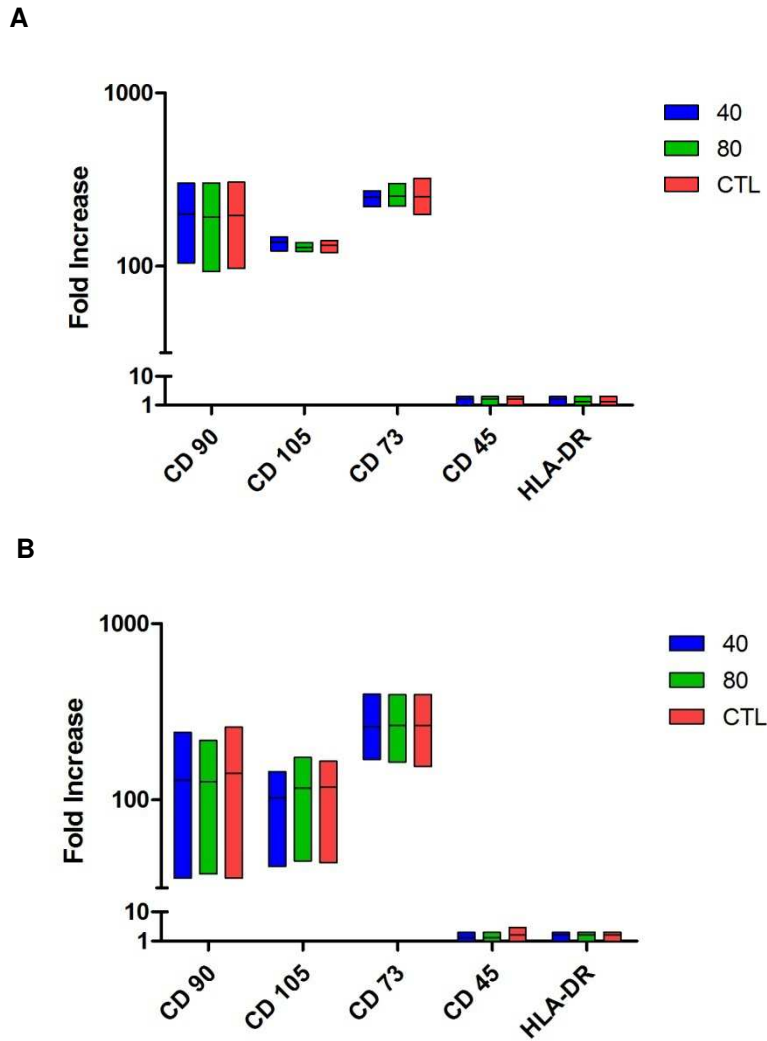 A
1000
100
10
1
Fold Increase
40
80
CTL
CD 90
CD 105
CD 73
CD 45
HLA-DR
B
1000
100
10
1
Fold Increase
40
80
CTL
CD 90
CD 105
CD 73
CD 45
HLA-DR